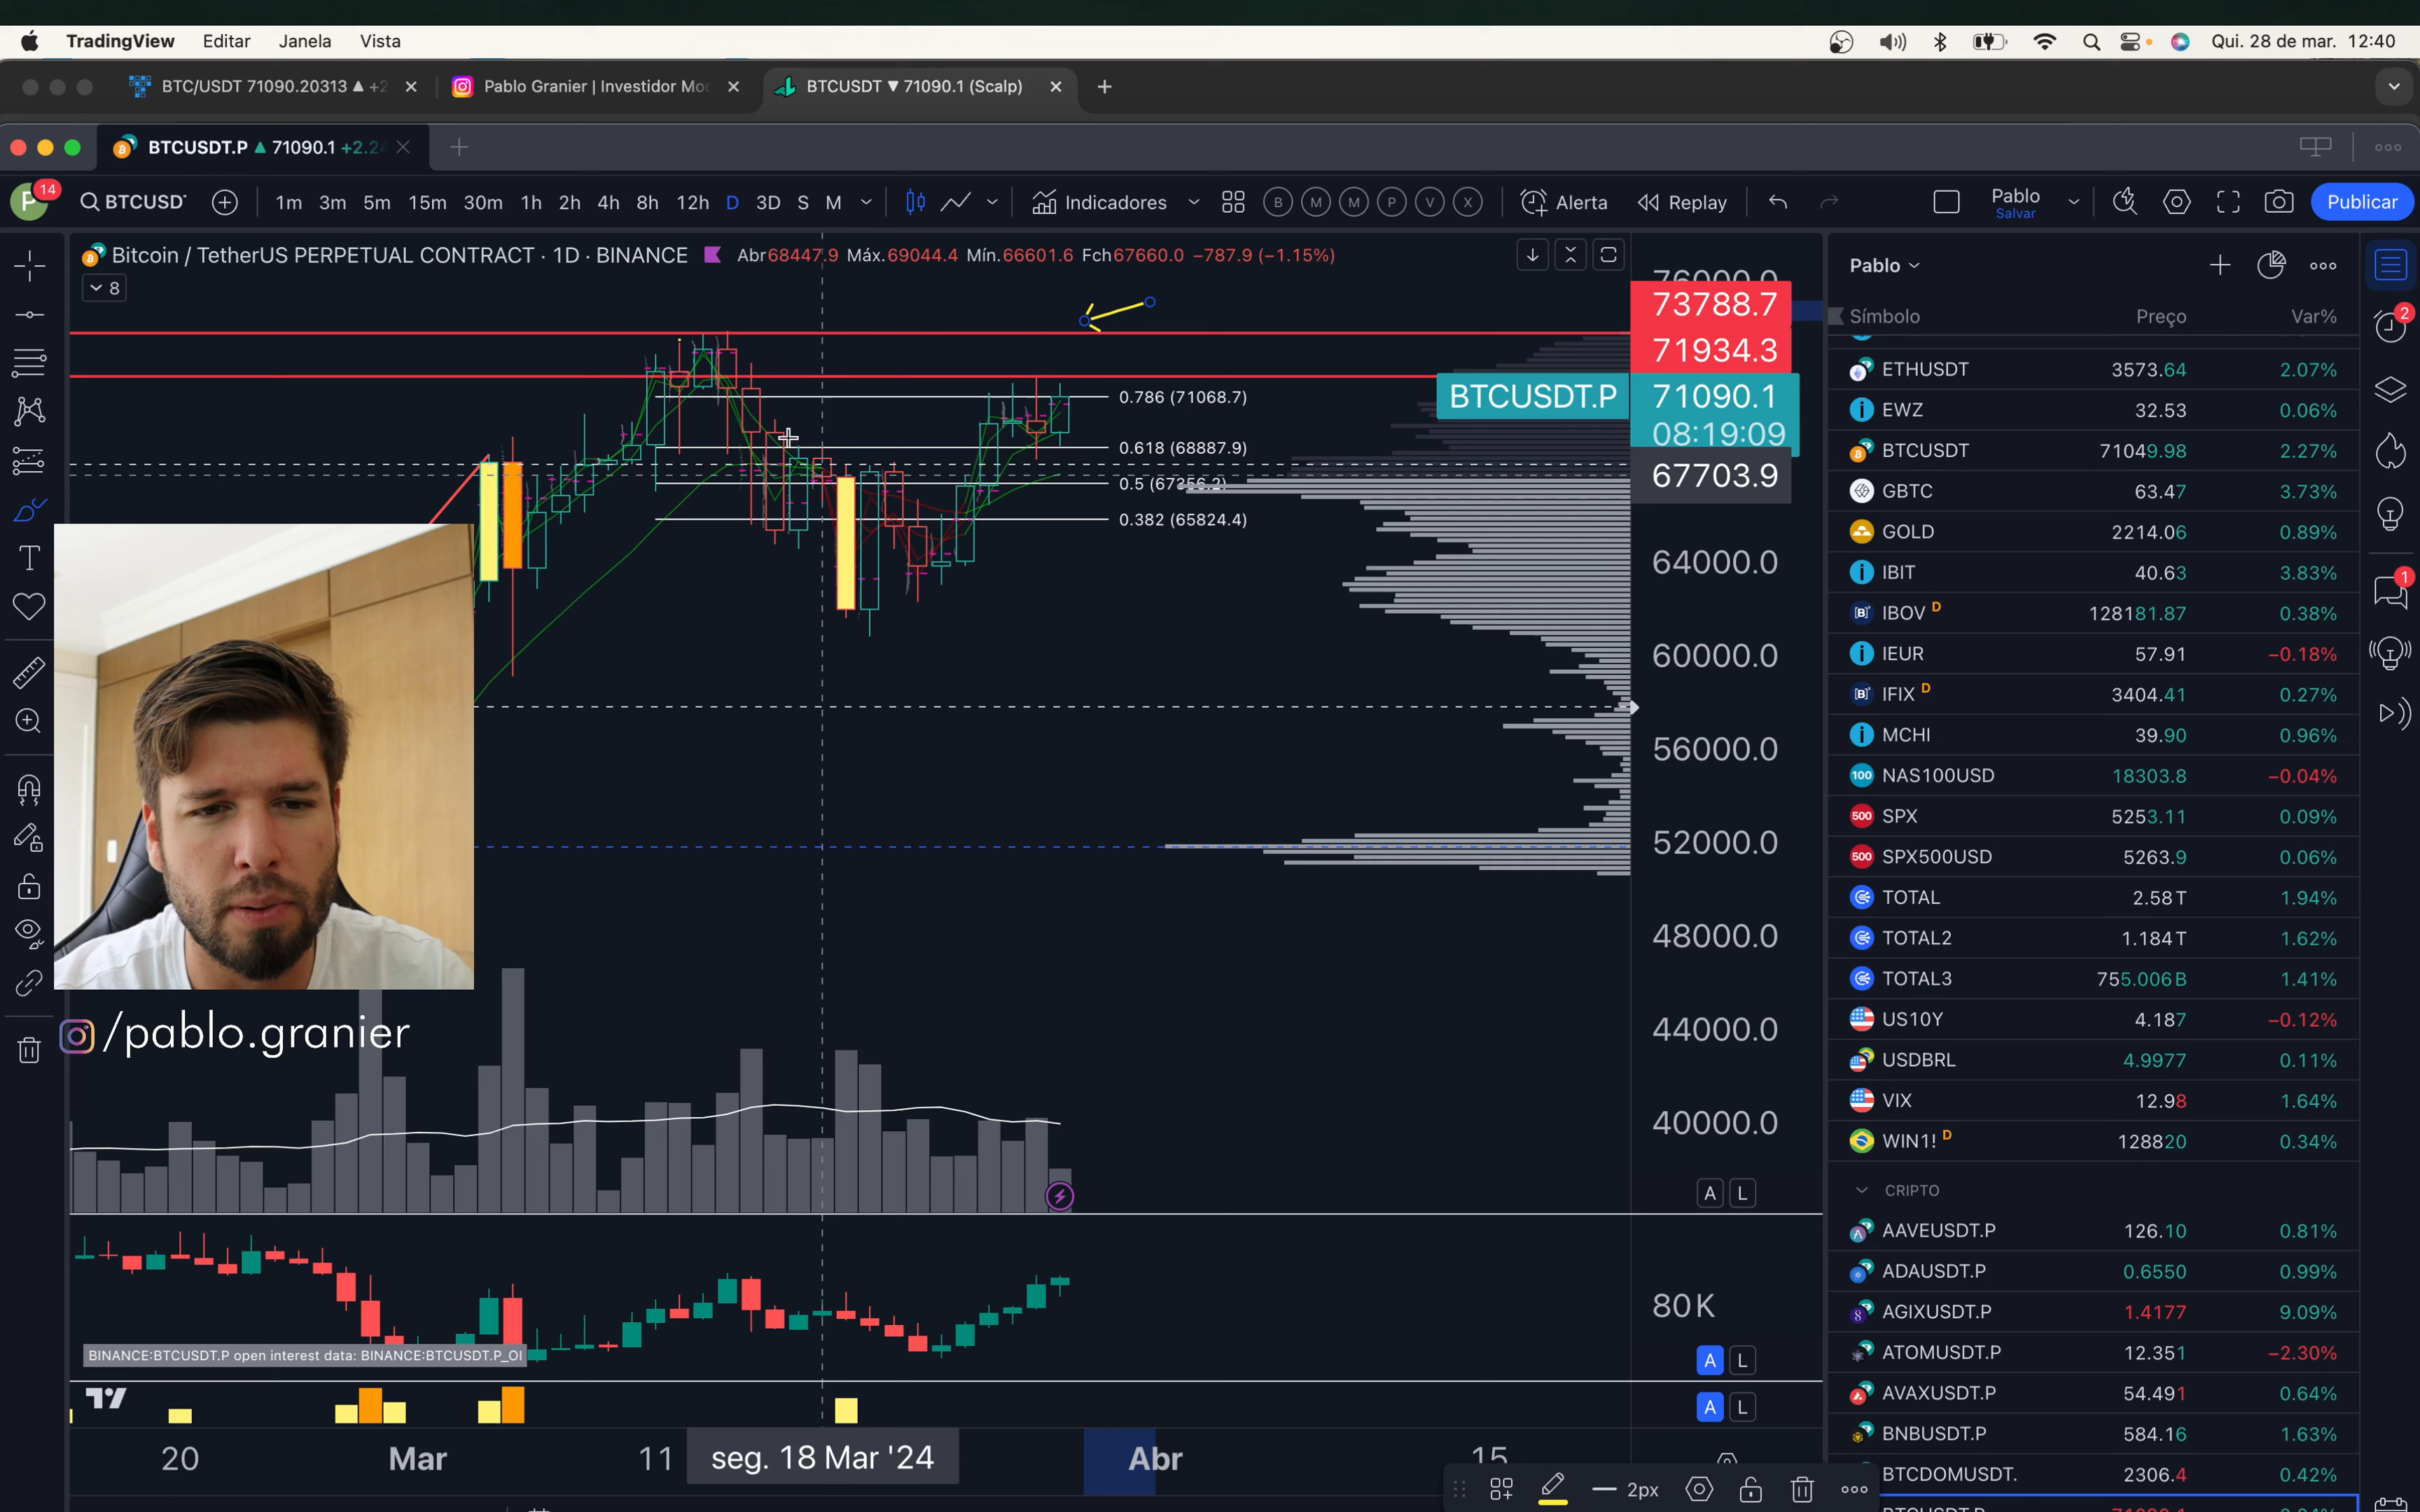 TradingView Editar Janela Vista Qui. 28 de mar. 12:40
BTC/USDT 71090.20313 ▲ +2 Pablo Granier | Investidor Mo BTCUSDT ▼ 71090.1 (Scalp)
BTCUSDT.P ▲ 71090.1 +2.2
P 14 BTCUSD 1m 3m 5m 15m 30m 1h 2h 4h 8h 12h D 3D S M Indicadores B M M P V X Alerta Replay Pablo Salvar Publicar
Bitcoin / TetherUS PERPETUAL CONTRACT · 1D · BINANCE Abr68447.9 Máx.69044.4 Mín.66601.6 Fch67660.0 −787.9 (−1.15%)
8
76000.0
73788.7
71934.3
BTCUSDT.P 71090.1
08:19:09
67703.9
0.786 (71068.7)
0.618 (68887.9)
0.5 (67356.2)
0.382 (65824.4)
64000.0
60000.0
56000.0
52000.0
48000.0
44000.0
40000.0
A L
/pablo.granier
80K
BINANCE:BTCUSDT.P open interest data: BINANCE:BTCUSDT.P_OI
A L
A L
20 Mar 11 seg. 18 Mar '24 Abr 15
2px
Pablo
Símbolo Preço Var%
ETHUSDT 3573.64 2.07%
EWZ 32.53 0.06%
BTCUSDT 71049.98 2.27%
GBTC 63.47 3.73%
GOLD 2214.06 0.89%
IBIT 40.63 3.83%
IBOV D 128181.87 0.38%
IEUR 57.91 −0.18%
IFIX D 3404.41 0.27%
MCHI 39.90 0.96%
100 NAS100USD 18303.8 −0.04%
500 SPX 5253.11 0.09%
500 SPX500USD 5263.9 0.06%
TOTAL 2.58T 1.94%
TOTAL2 1.184T 1.62%
TOTAL3 755.006B 1.41%
US10Y 4.187 −0.12%
USDBRL 4.9977 0.11%
VIX 12.98 1.64%
WIN1! D 128820 0.34%
CRIPTO
AAVEUSDT.P 126.10 0.81%
ADAUSDT.P 0.6550 0.99%
AGIXUSDT.P 1.4177 9.09%
ATOMUSDT.P 12.351 −2.30%
AVAXUSDT.P 54.491 0.64%
BNBUSDT.P 584.16 1.63%
BTCDOMUSDT. 2306.4 0.42%
2
1